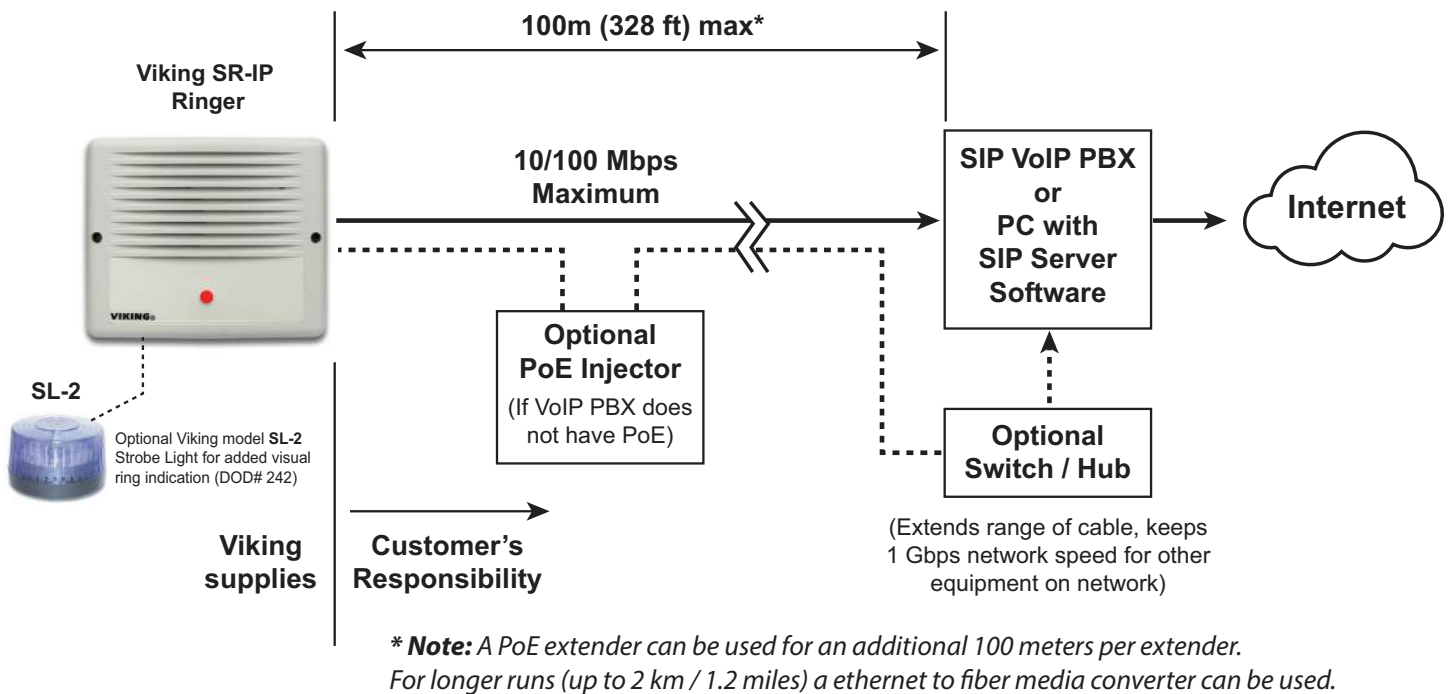 100m (328 ft) max*
Viking SR-IP
Ringer
10/100 Mbps
Maximum
SIP VoIP PBX
or
PC with
SIP Server
Software
Internet
VIKING®
Optional
PoE Injector
(If VoIP PBX does
not have PoE)
SL-2
Optional Viking model SL-2
Strobe Light for added visual
ring indication (DOD# 242)
Optional
Switch / Hub
(Extends range of cable, keeps
1 Gbps network speed for other
equipment on network)
Viking
supplies
Customer's
Responsibility
* Note: A PoE extender can be used for an additional 100 meters per extender.
For longer runs (up to 2 km / 1.2 miles) a ethernet to fiber media converter can be used.